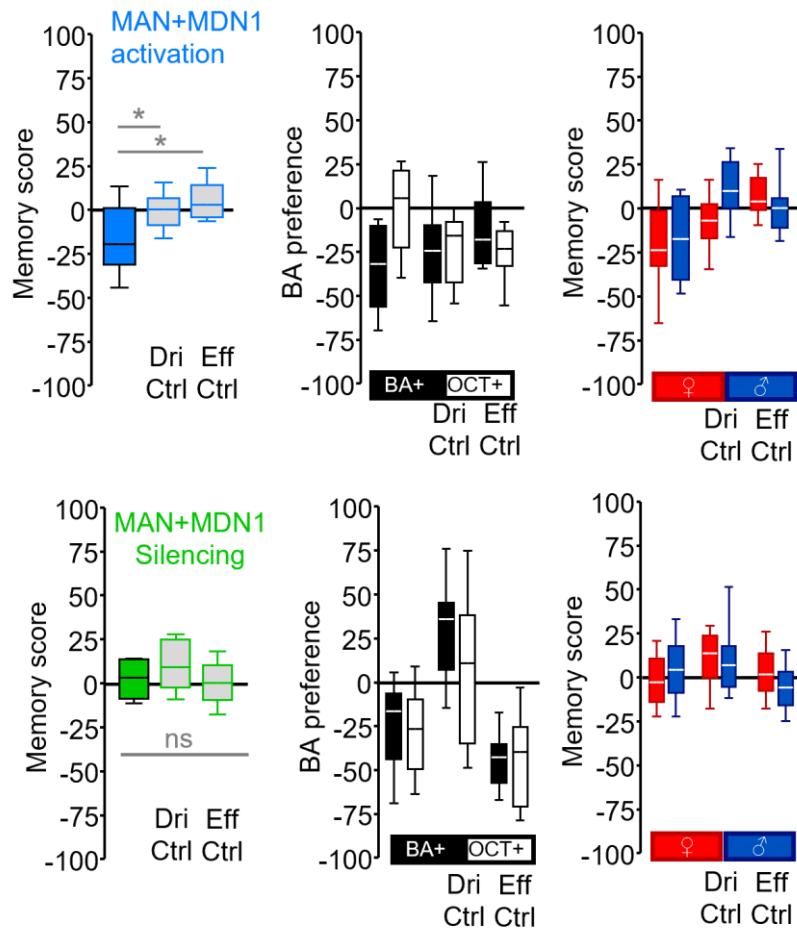 MAN+MDN1
activation
Memory score
100
75
50
25
0
-25
-50
-75
-100
*
*
Dri
Ctrl
Eff
Ctrl
BA preference
100
75
50
25
0
-25
-50
-75
-100
BA+
OCT+
Dri
Ctrl
Eff
Ctrl
Memory score
100
75
50
25
0
-25
-50
-75
-100
♀
♂
Dri
Ctrl
Eff
Ctrl
MAN+MDN1
Silencing
Memory score
100
75
50
25
0
-25
-50
-75
-100
ns
Dri
Ctrl
Eff
Ctrl
BA preference
100
75
50
25
0
-25
-50
-75
-100
BA+
OCT+
Dri
Ctrl
Eff
Ctrl
Memory score
100
75
50
25
0
-25
-50
-75
-100
♀
♂
Dri
Ctrl
Eff
Ctrl